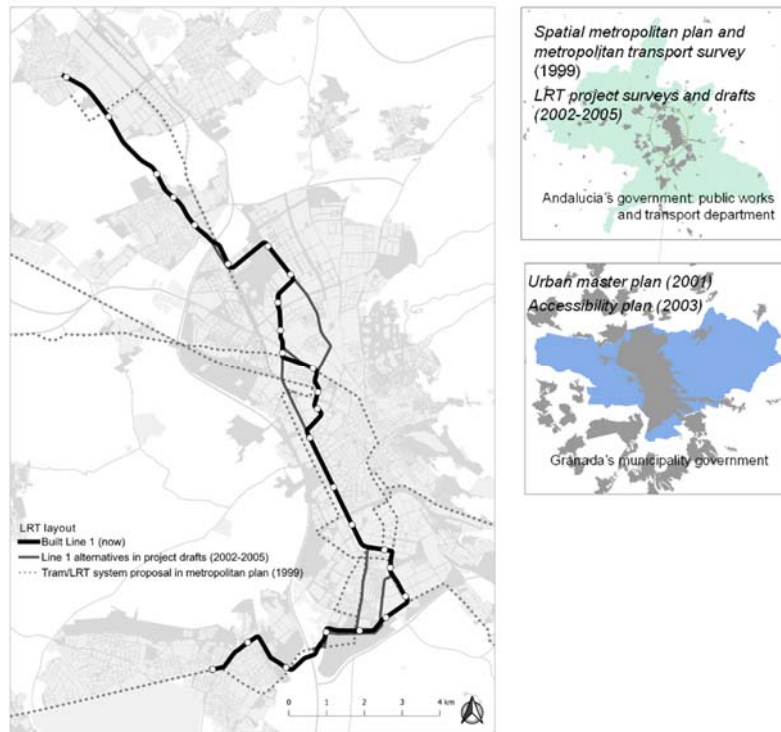 LRT layout
Built Line 1 (now)
Line 1 alternatives in project drafts (2002-2005)
Tram/LRT system proposal in metropolitan plan (1999)
0 1 2 3 4 km
Spatial metropolitan plan and
metropolitan transport survey
(1999)
LRT project surveys and drafts
(2002-2005)
Andalucia's government: public works
and transport department
Urban master plan (2001)
Accessibility plan (2003)
Granada's municipality government